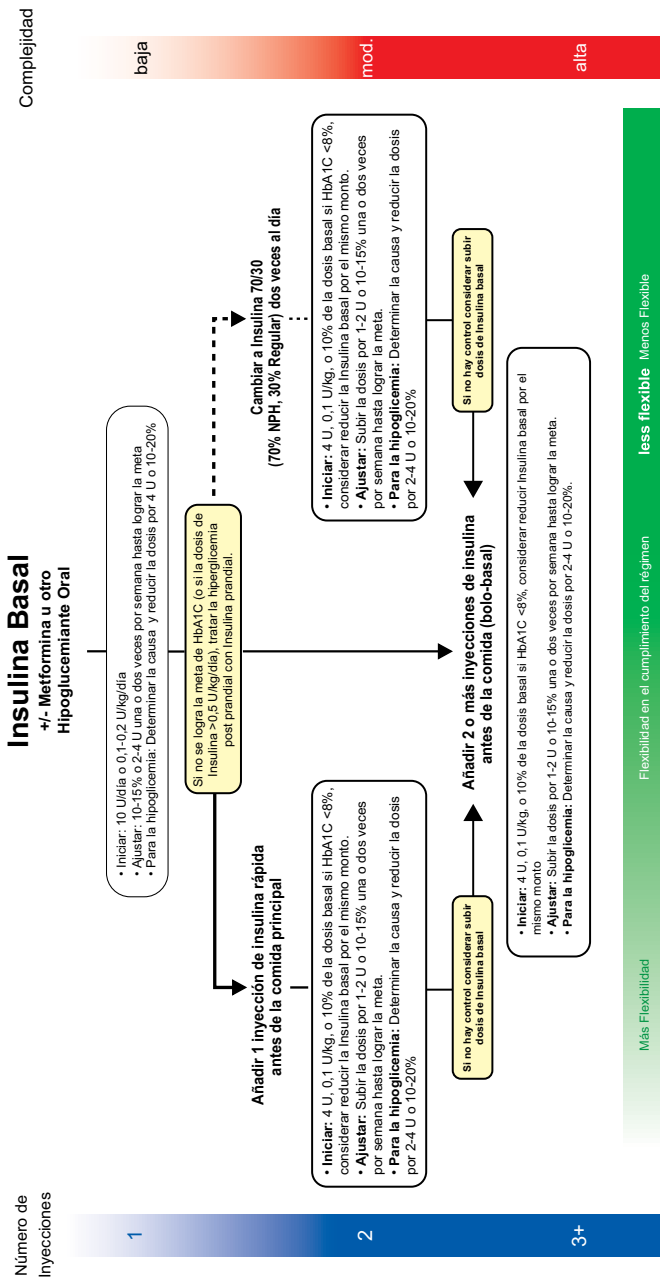 Número de
Inyecciones
1
2
3+
Insulina Basal
+/- Metformina u otro
Hipoglucemiante Oral
• Iniciar: 10 U/día o 0,1-0,2 U/kg/día
• Ajustar: 10-15% o 2-4 U una o dos veces por semana hasta lograr la meta
• Para la hipoglicemia: Determinar la causa y reducir la dosis por 4 U o 10-20%
Si no se logra la meta de HbA1C (o si la dosis de
Insulina >0,5 U/kg/día), tratar la hiperglicemia
post prandial con Insulina prandial.
Añadir 1 inyección de insulina rápida
antes de la comida principal
• Iniciar: 4 U, 0,1 U/kg, o 10% de la dosis basal si HbA1C <8%,
considerar reducir la Insulina basal por el mismo monto.
• Ajustar: Subir la dosis por 1-2 U o 10-15% una o dos veces
por semana hasta lograr la meta.
• Para la hipoglicemia: Determinar la causa y reducir la dosis
por 2-4 U o 10-20%
Si no hay control considerar subir
dosis de Insulina basal
Cambiar a Insulina 70/30
(70% NPH, 30% Regular) dos veces al día
• Iniciar: 4 U, 0,1 U/kg, o 10% de la dosis basal si HbA1C <8%,
considerar reducir la Insulina basal por el mismo monto.
• Ajustar: Subir la dosis por 1-2 U o 10-15% una o dos veces
por semana hasta lograr la meta.
• Para la hipoglicemia: Determinar la causa y reducir la dosis
por 2-4 U o 10-20%
Si no hay control considerar subir
dosis de Insulina basal
Añadir 2 o más inyecciones de insulina
antes de la comida (bolo-basal)
• Iniciar: 4 U, 0,1 U/kg, o 10% de la dosis basal si HbA1C <8%, considerar reducir Insulina basal por el
mismo monto
• Ajustar: Subir la dosis por 1-2 U o 10-15% una o dos veces por semana hasta lograr la meta.
• Para la hipoglicemia: Determinar la causa y reducir la dosis por 2-4 U o 10-20%.
Complejidad
baja
mod.
alta
Más Flexibilidad
Flexibilidad en el cumplimiento del régimen
less flexible Menos Flexible